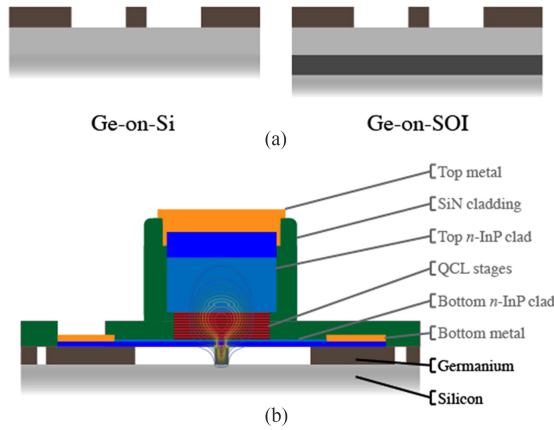 Ge-on-Si
Ge-on-SOI
(a)
Top metal
SiN cladding
Top n-InP clad
QCL stages
Bottom n-InP clad
Bottom metal
Germanium
Silicon
(b)